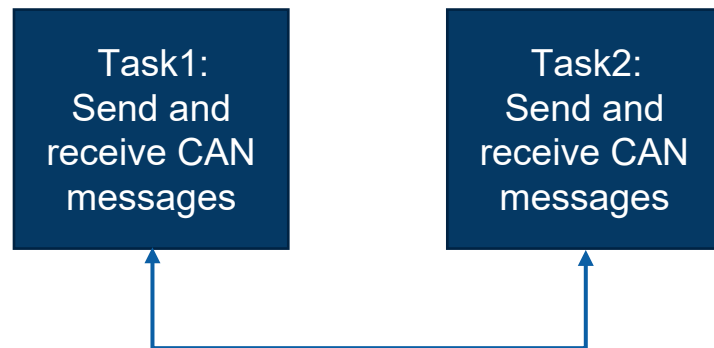 Task1:
Send and
receive CAN
messages
Task2:
Send and
receive CAN
messages